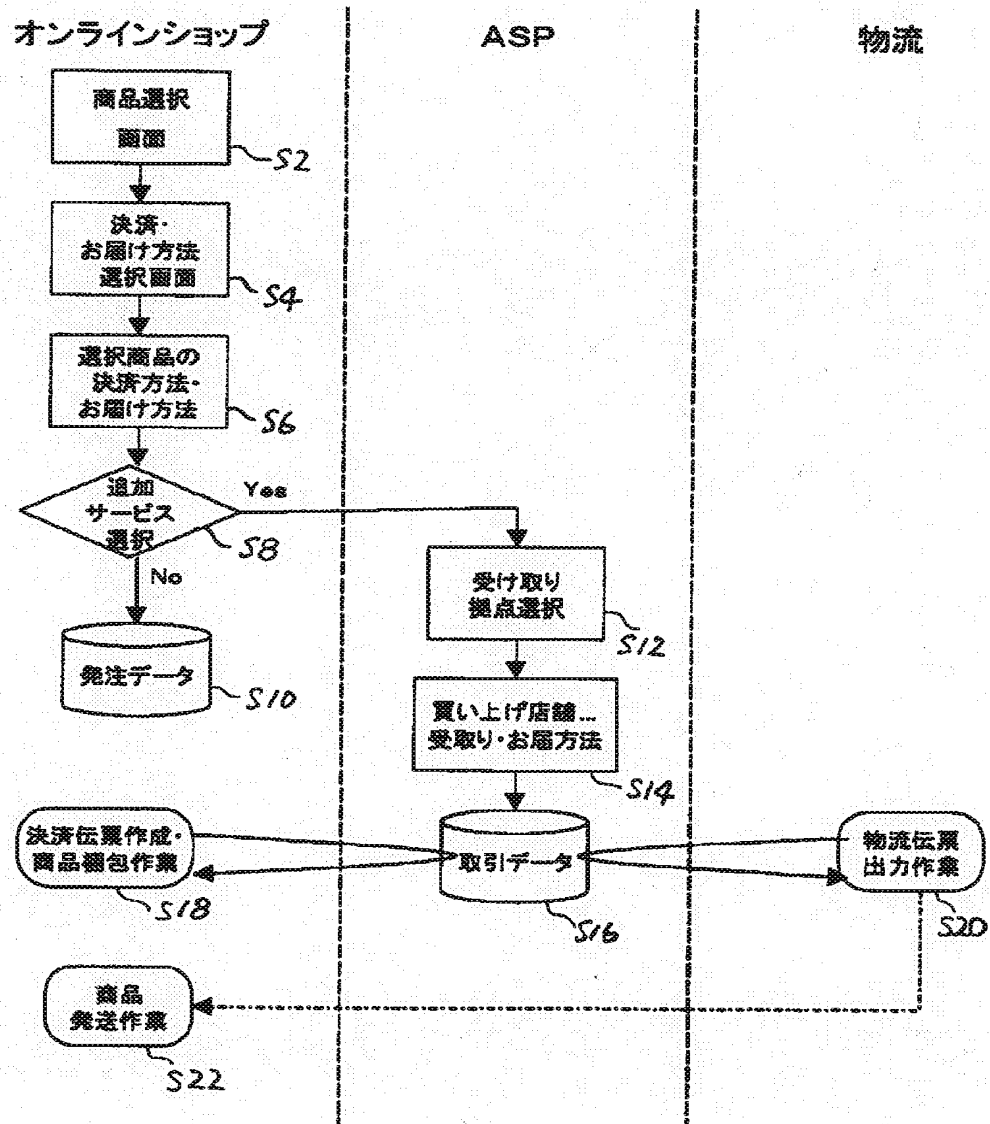 オンラインショップ
ASP
物流
商品選択
画面
S2
決済・
お届け方法
選択画面
S4
選択商品の
決済方法・
お届け方法
S6
追加
サービス
選択
S8
Yes
No
発注データ
S10
受け取り
拠点選択
S12
買い上げ店舗...
受取り・お届方法
S14
決済伝票作成・
商品梱包作業
S18
取引データ
S16
物流伝票
出力作業
S20
商品
発送作業
S22